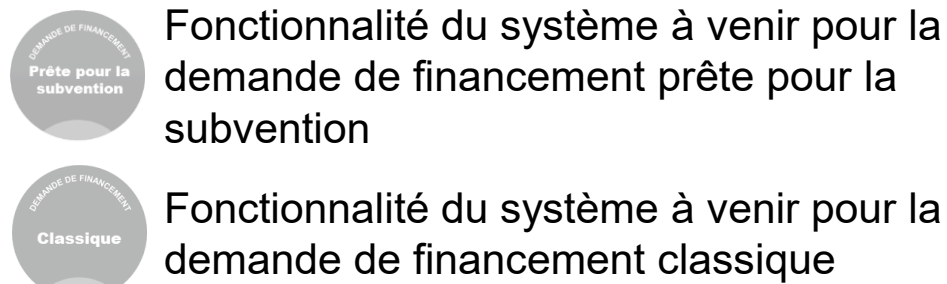 DEMANDE DE FINANCEMENT
Prête pour la
subvention
Fonctionnalité du système à venir pour la
demande de financement prête pour la
subvention
DEMANDE DE FINANCEMENT
Classique
Fonctionnalité du système à venir pour la
demande de financement classique